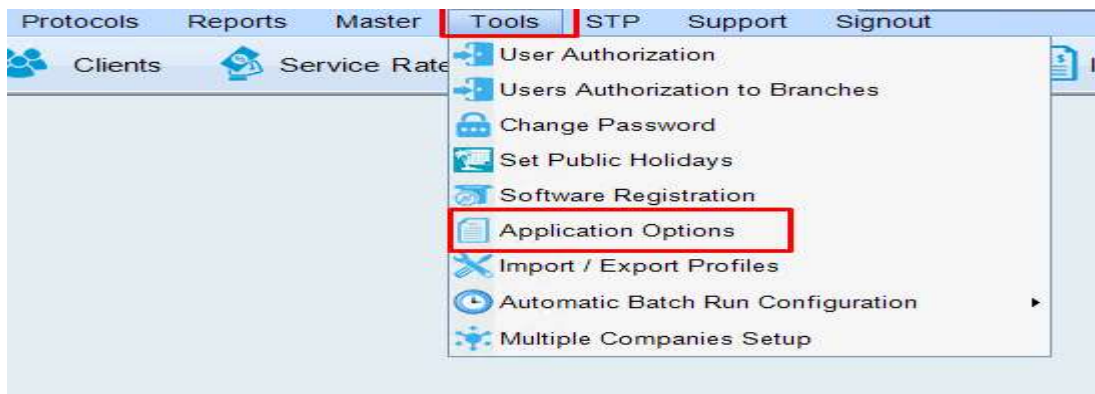 Protocols Reports Master Tools STP Support Signout
Clients Service Rate
User Authorization
Users Authorization to Branches
Change Password
Set Public Holidays
Software Registration
Application Options
Import / Export Profiles
Automatic Batch Run Configuration
Multiple Companies Setup